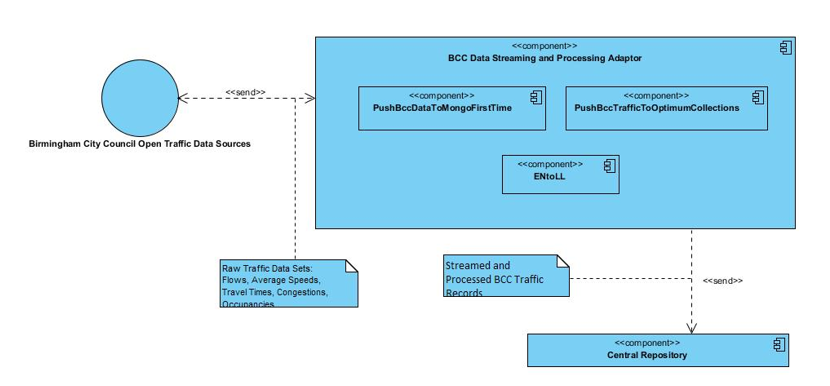 <<component>>
BCC Data Streaming and Processing Adaptor
<<send>>
<<component>>
PushBccDataToMongoFirstTime
<<component>>
PushBccTrafficToOptimumCollections
Birmingham City Council Open Traffic Data Sources
<<component>>
ENtoLL
Raw Traffic Data Sets:
Flows, Average Speeds,
Travel Times, Congestions,
Occupancies
Streamed and
Processed BCC Traffic
Records
<<send>>
<<component>>
Central Repository